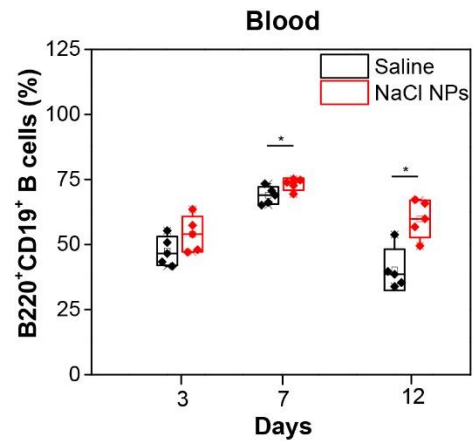 Blood
Saline
NaCl NPs
B220⁺CD19⁺ B cells (%)
125
100
75
50
25
0
*
*
3 7 12
Days